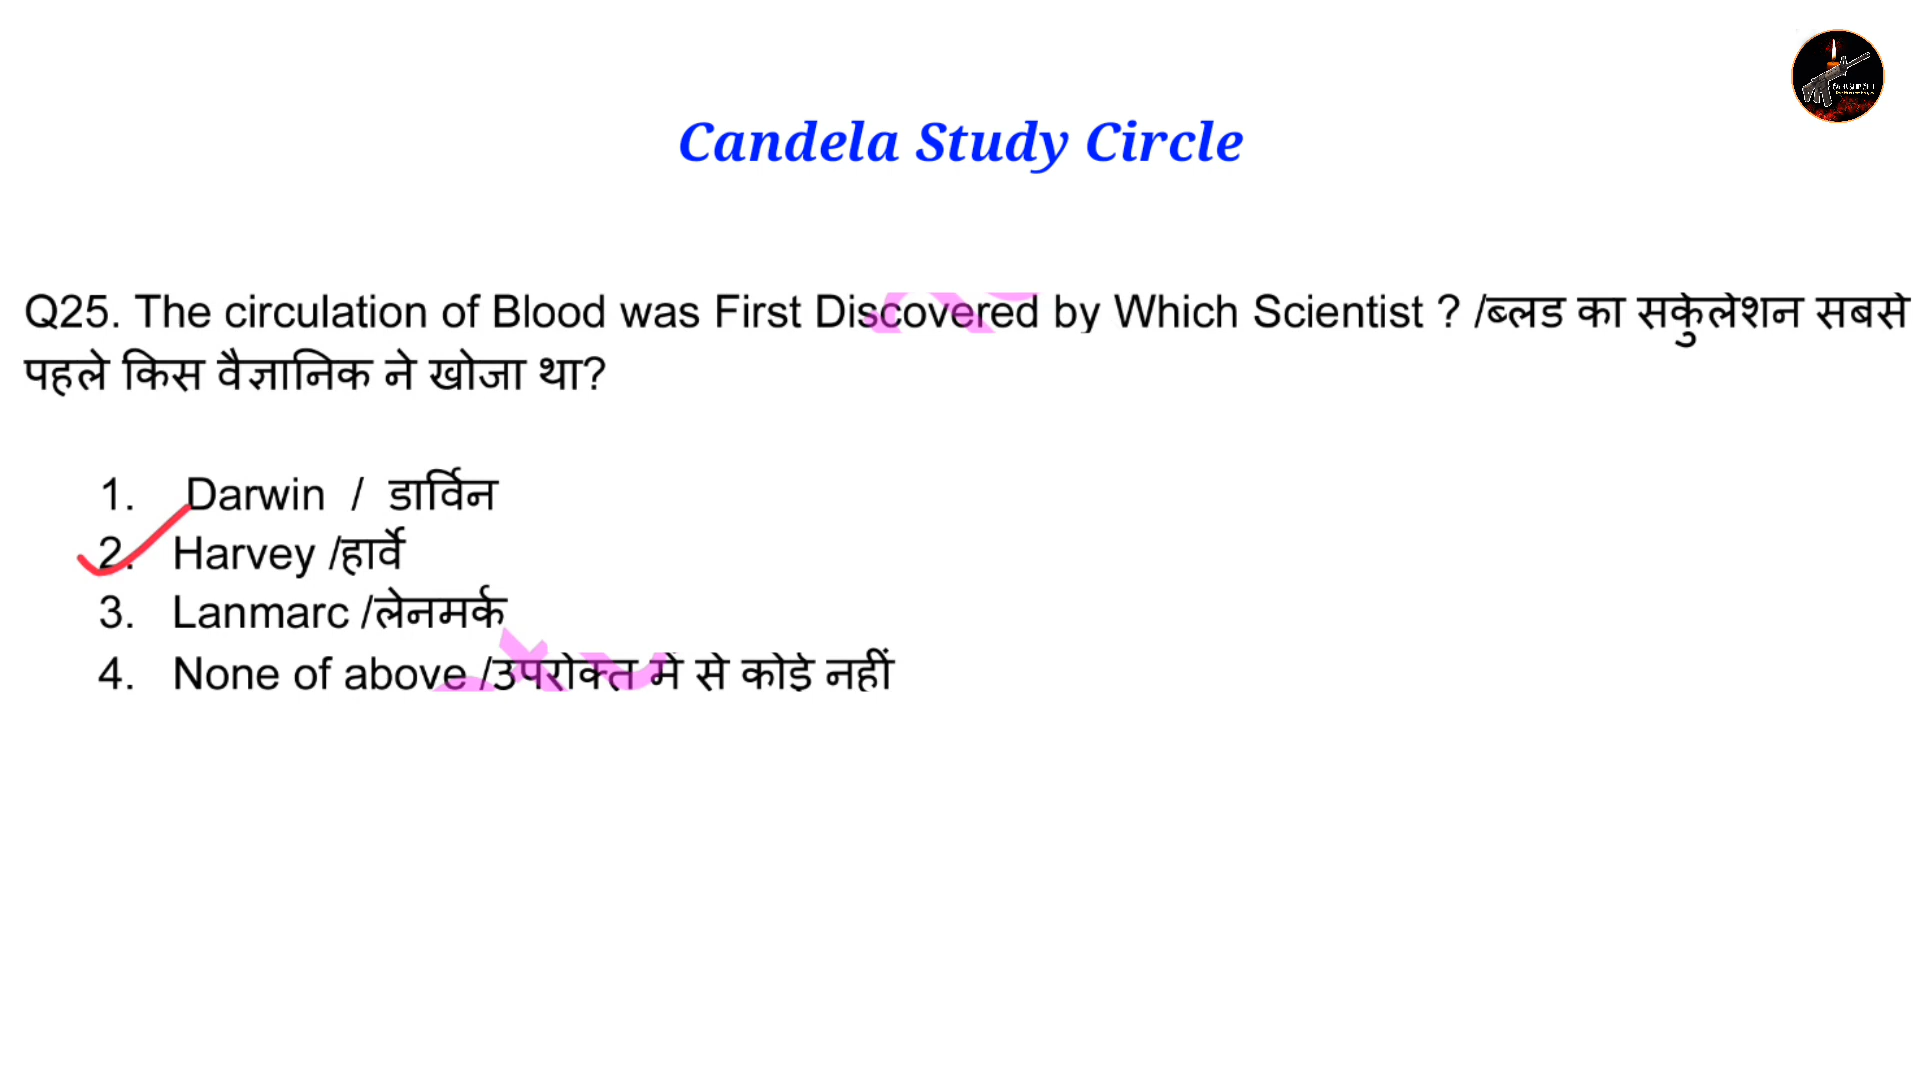 Candela Study Circle
Q25. The circulation of Blood was First Discovered by Which Scientist ? /ब्लड का सर्कुलेशन सबसे
पहले किस वैज्ञानिक ने खोजा था?
1. Darwin / डार्विन
2. Harvey /हार्वे
3. Lanmarc /लेनमर्क
4. None of above /उपरोक्त में से कोई नहीं